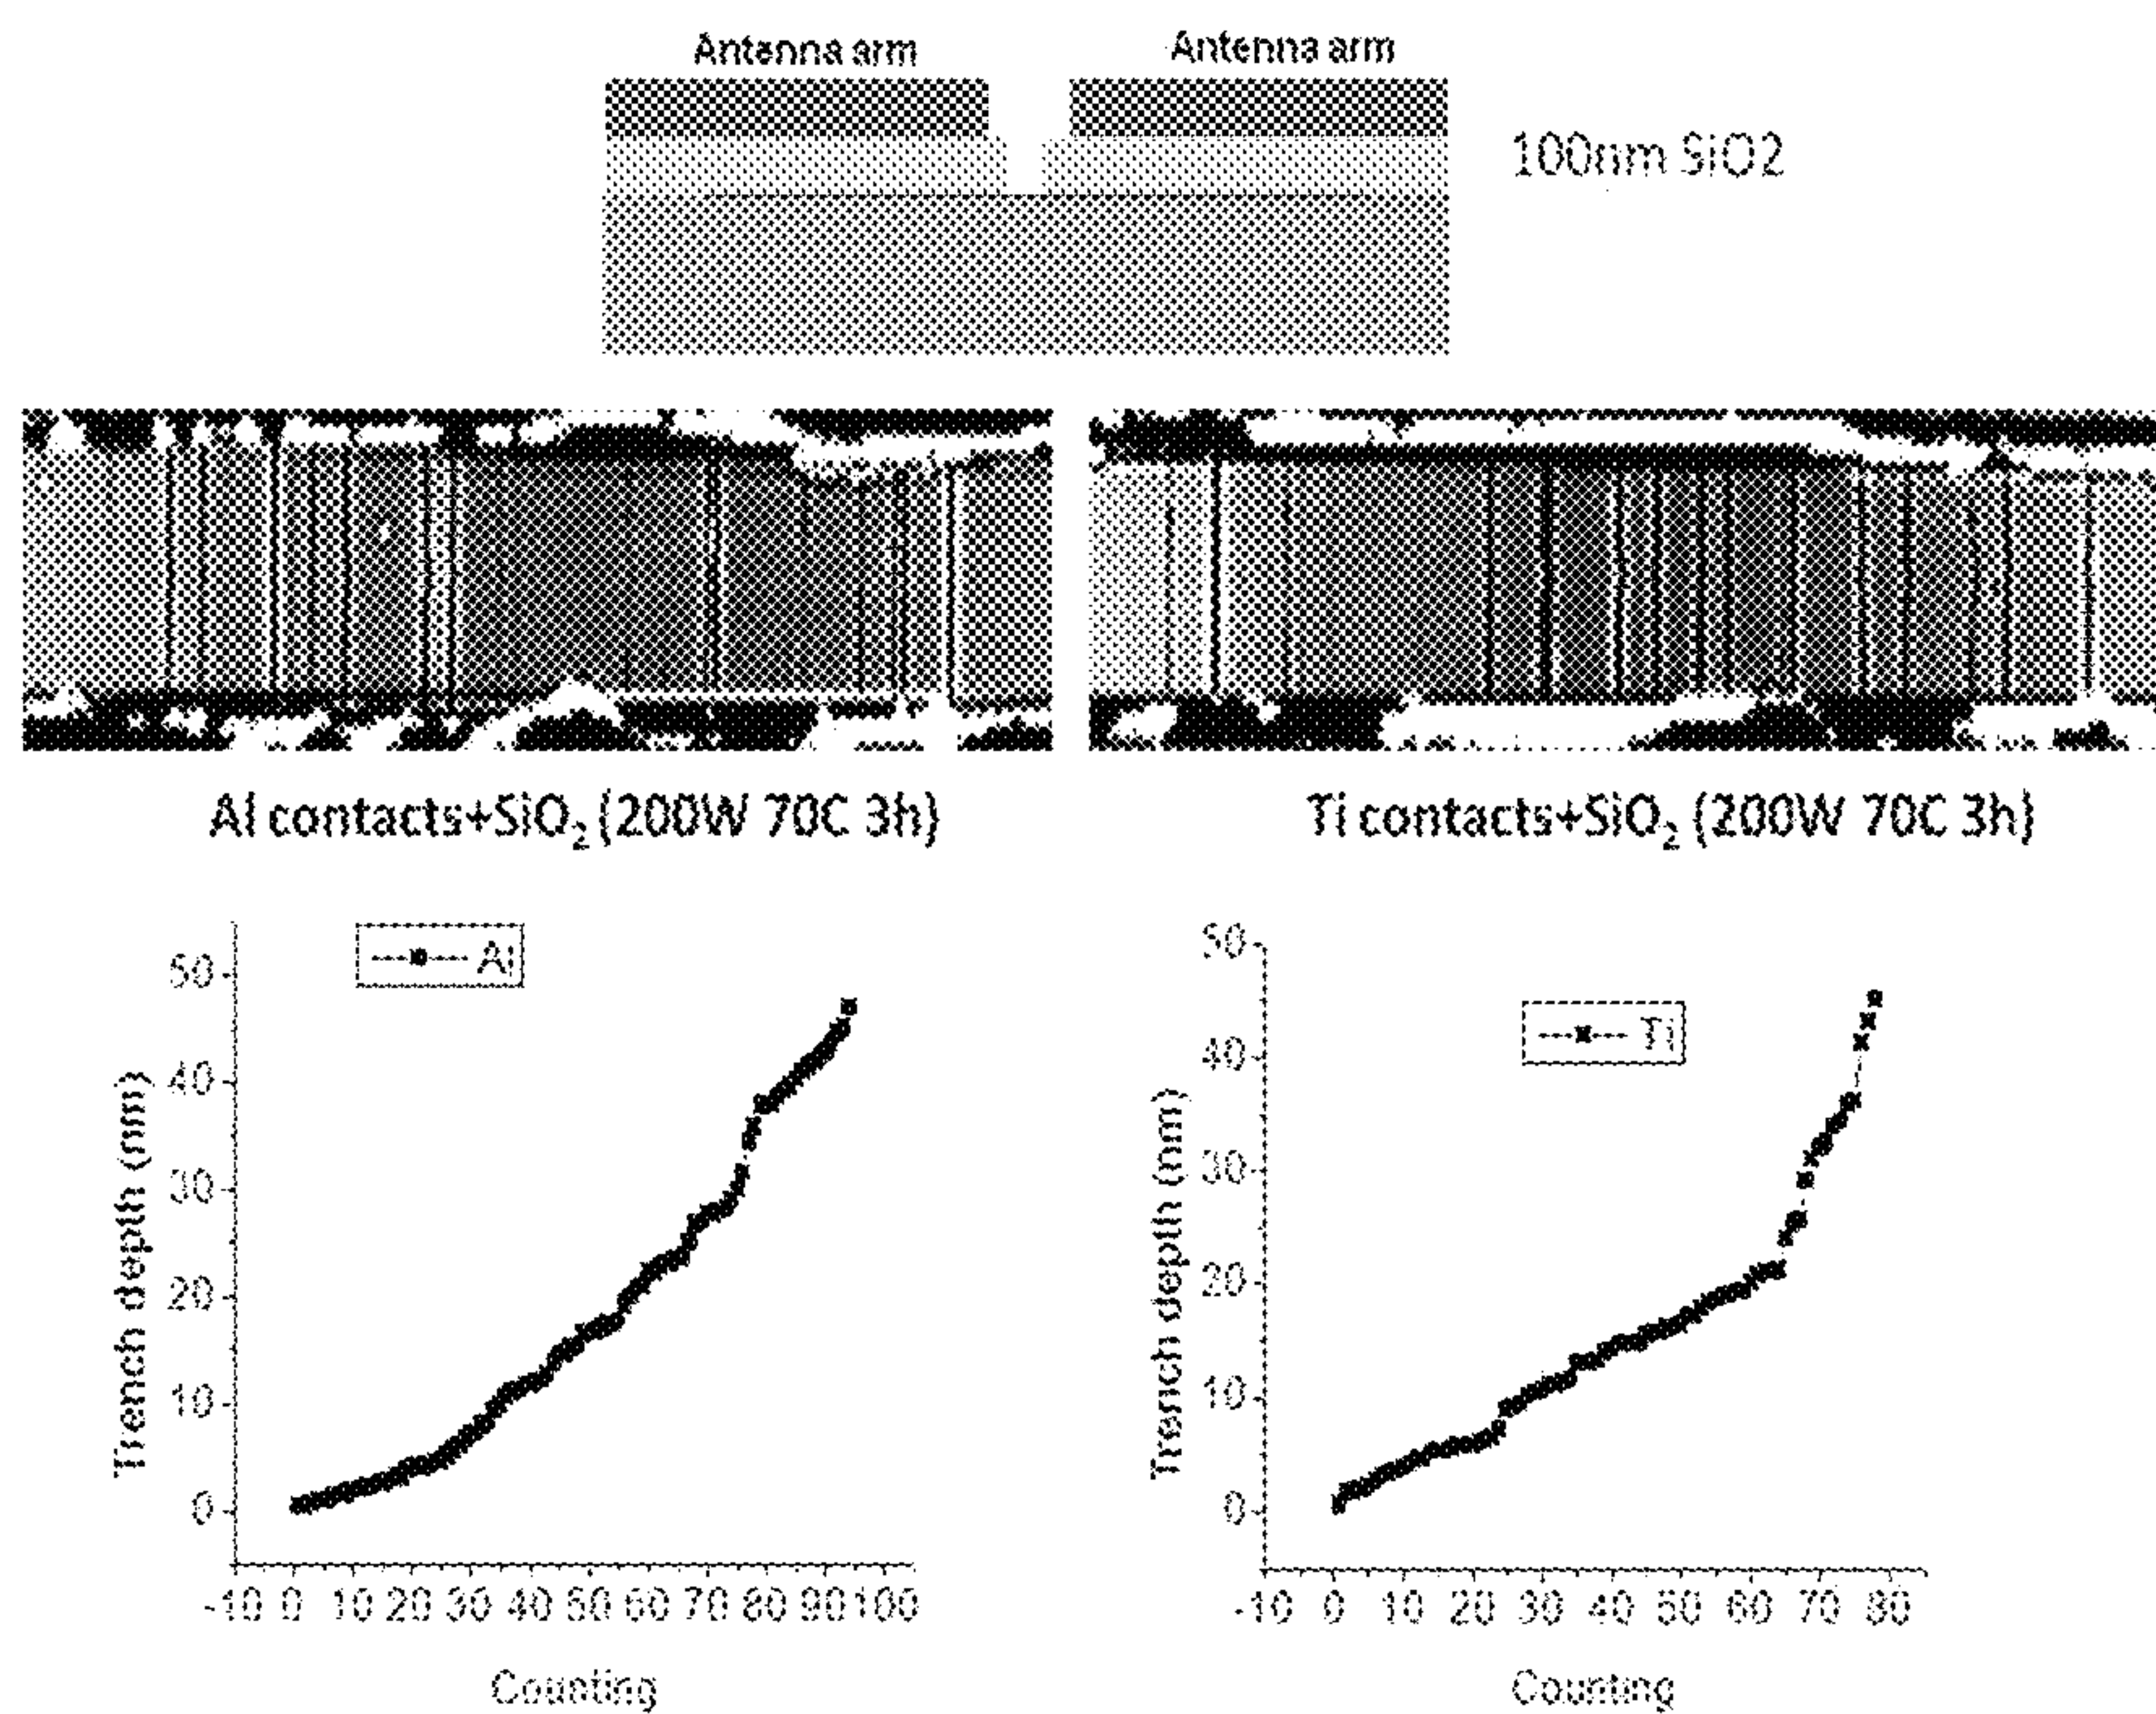 Antenna arm Antenna arm
100nm SiO2
Al contacts+SiO₂ (200W 70C 3h) Ti contacts+SiO₂ (200W 70C 3h)
Al
50
40
30
20
10
0
Trench depth (nm)
-10 0 10 20 30 40 50 60 70 80 90 100
Counting
Ti
50
40
30
20
10
0
Trench depth (nm)
-10 0 10 20 30 40 50 60 70 80
Counting